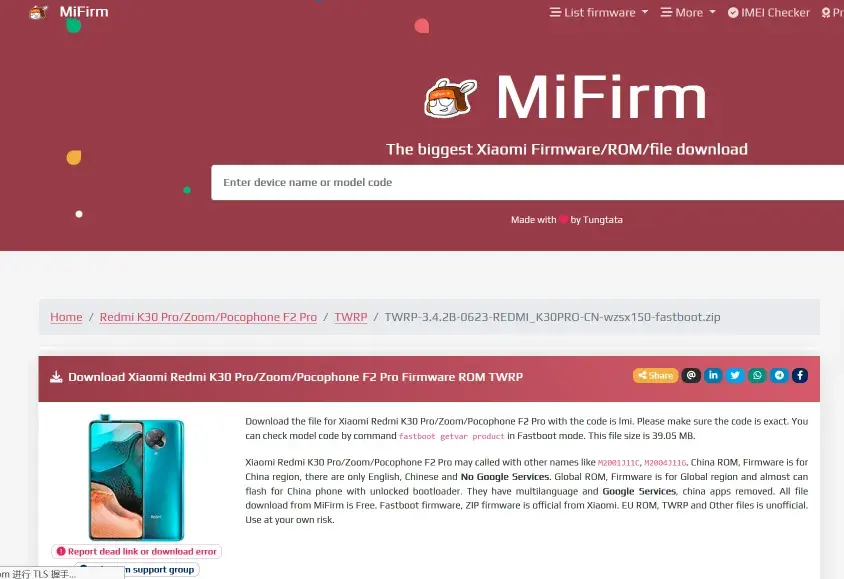 MiFirm
List firmware
More
IMEI Checker
Pr
MiFirm
The biggest Xiaomi Firmware/ROM/file download
Enter device name or model code
Made with by Tungtata
Home / Redmi K30 Pro/Zoom/Pocophone F2 Pro / TWRP / TWRP-3.4.2B-0623-REDMI_K30PRO-CN-wzsx150-fastboot.zip
Download Xiaomi Redmi K30 Pro/Zoom/Pocophone F2 Pro Firmware ROM TWRP
Share
Download the file for Xiaomi Redmi K30 Pro/Zoom/Pocophone F2 Pro with the code is lmi. Please make sure the code is exact. You
can check model code by command fastboot getvar product in Fastboot mode. This file size is 39.05 MB.
Xiaomi Redmi K30 Pro/Zoom/Pocophone F2 Pro may called with other names like M2001J11C, M2004J11G. China ROM, Firmware is for
China region, there are only English, Chinese and No Google Services. Global ROM, Firmware is for Global region and almost can
flash for China phone with unlocked bootloader. They have multilanguage and Google Services, china apps removed. All file
download from MiFirm is Free. Fastboot firmware, ZIP firmware is official from Xiaomi. EU ROM, TWRP and Other files is unofficial.
Use at your own risk.
Redmi
Report dead link or download error
m support group
om 进行 TLS 握手...